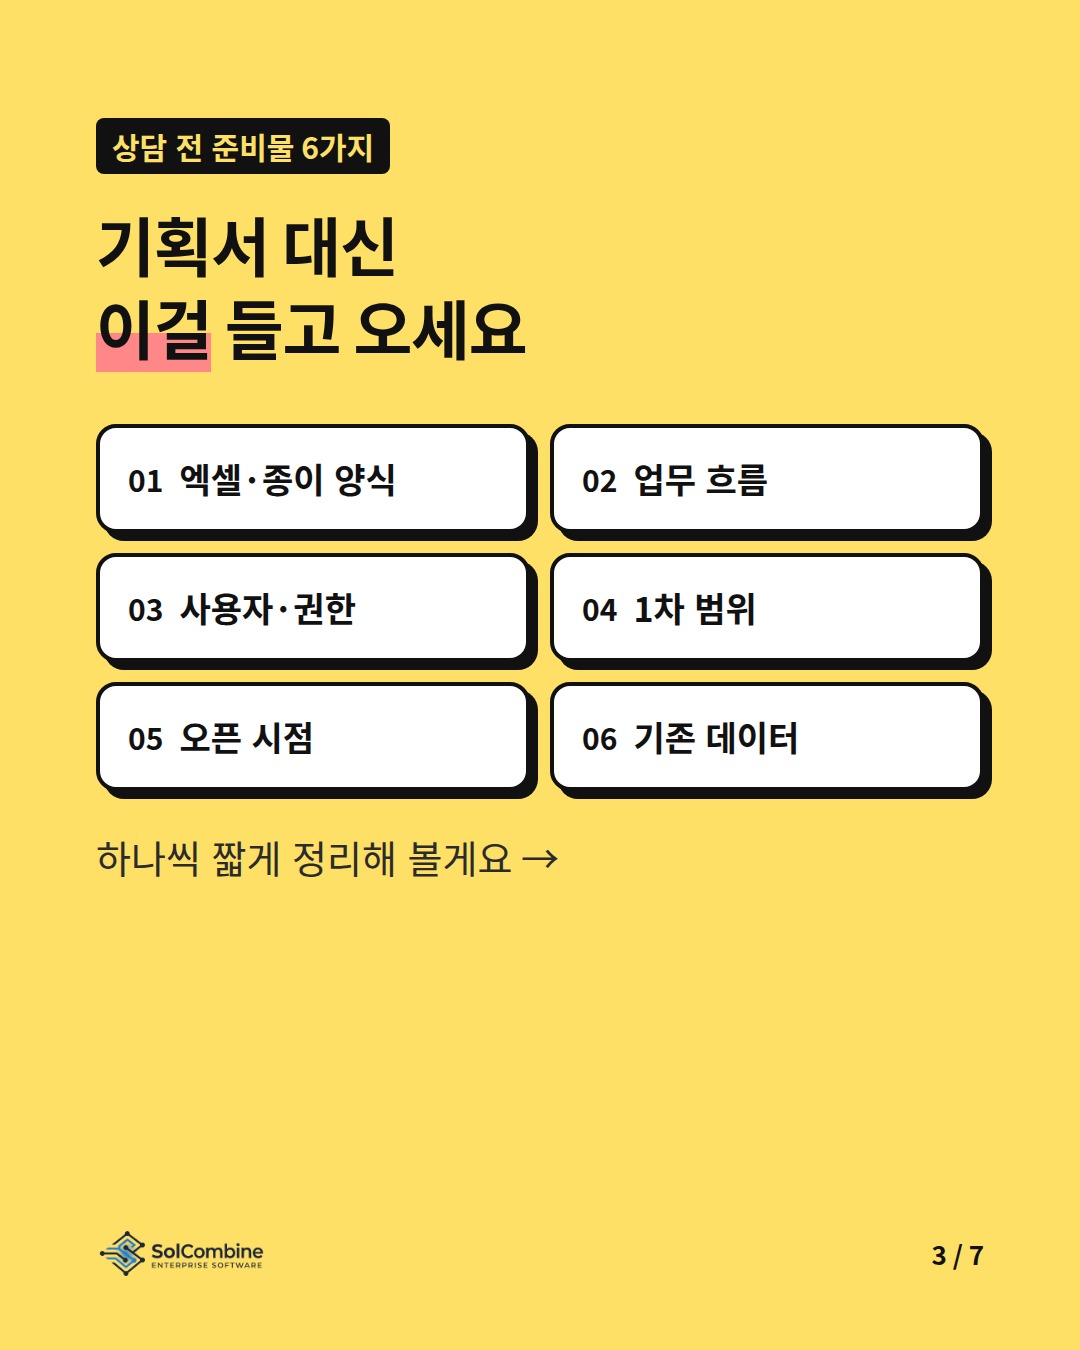 상담 전 준비물 6가지
기획서 대신
이걸 들고 오세요
01 엑셀·종이 양식
02 업무 흐름
03 사용자·권한
04 1차 범위
05 오픈 시점
06 기존 데이터
하나씩 짧게 정리해 볼게요 →
SolCombine
ENTERPRISE SOFTWARE
3 / 7